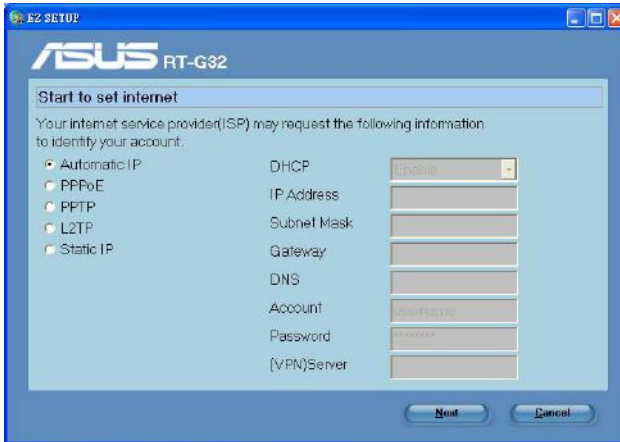 EZ SETUP
ASUS RT-G32
Start to set internet
Your internet service provider(ISP) may request the following information
to identify your account.
Automatic IP
PPPoE
PPTP
L2TP
Static IP
DHCP Enable
IP Address
Subnet Mask
Gateway
DNS
Account username
Password ********
(VPN)Server
Next Cancel